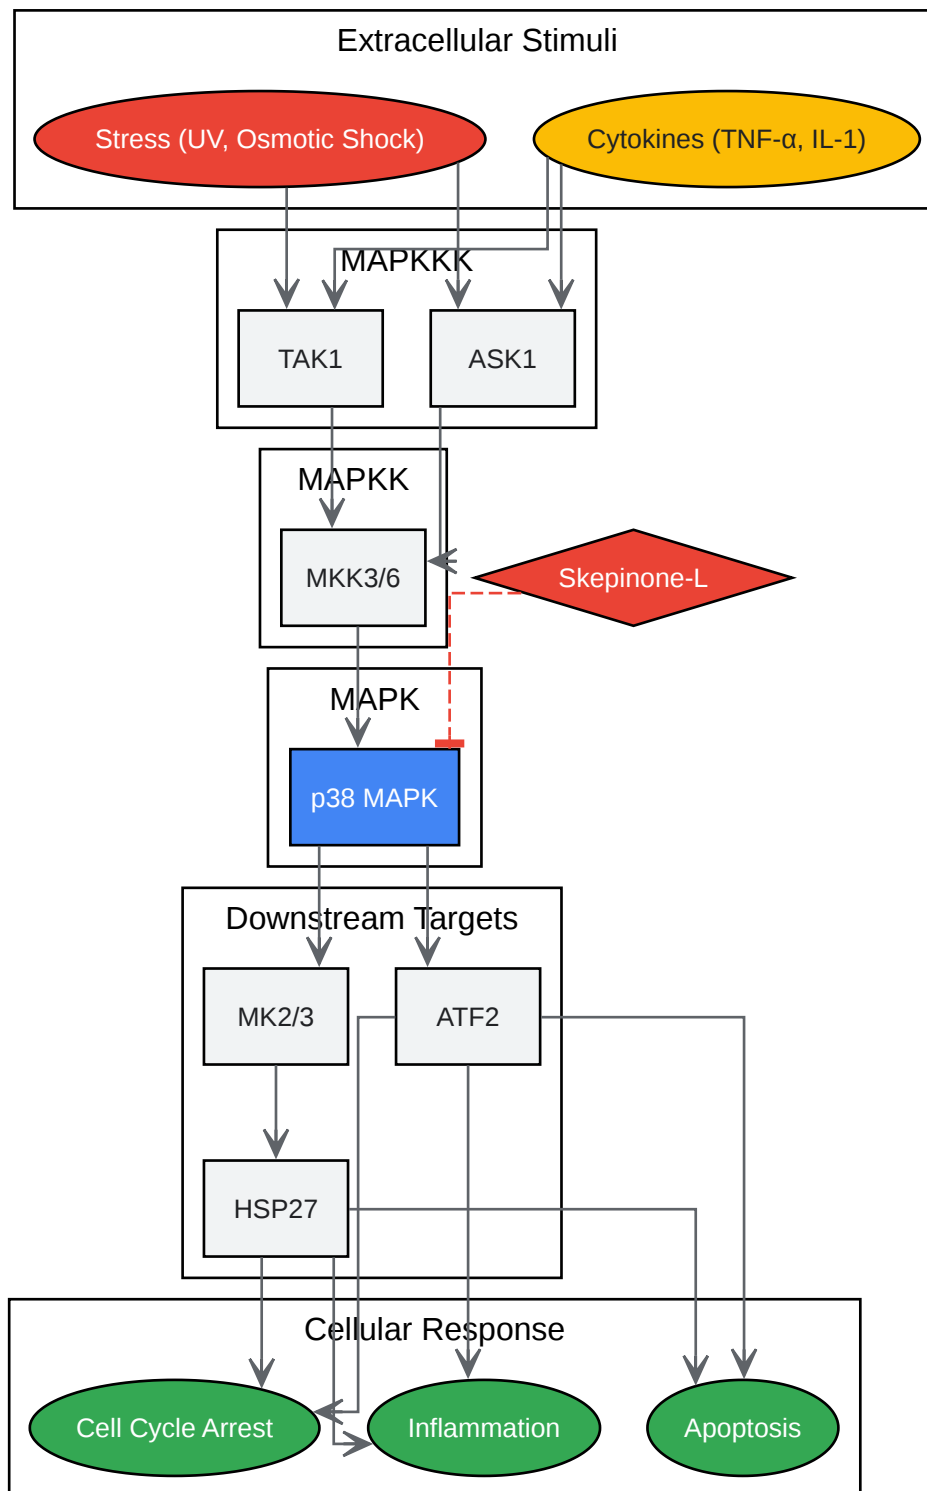 Extracellular Stimuli
Stress (UV, Osmotic Shock)
Cytokines (TNF-α, IL-1)
MAPKKK
TAK1
ASK1
MAPKK
MKK3/6
Skepinone-L
MAPK
p38 MAPK
Downstream Targets
MK2/3
ATF2
HSP27
Cellular Response
Cell Cycle Arrest
Inflammation
Apoptosis